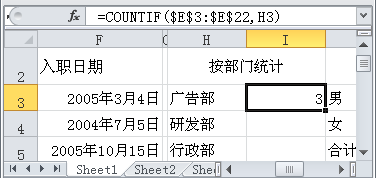 fx =COUNTIF($E$3:$E$22,H3)
F H I
2 入职日期 按部门统计
3 2005年3月4日 广告部 3 男
4 2004年7月5日 研发部 女
5 2005年10月15日 行政部 合计
Sheet1 Sheet2